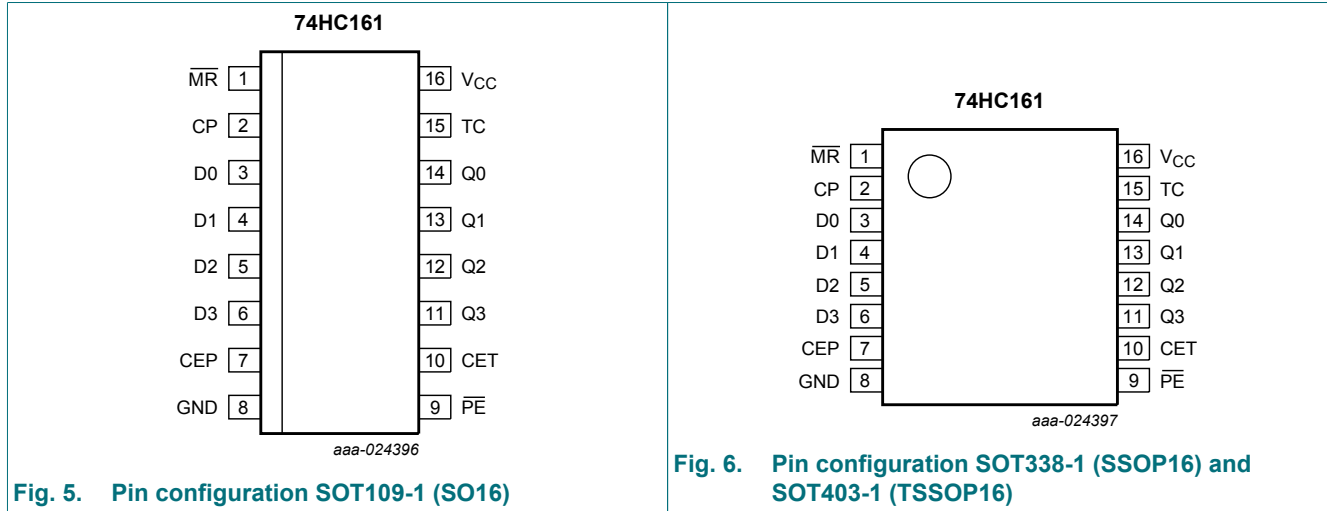 74HC161
M̅R̅ 1
16 VCC
CP 2
15 TC
D0 3
14 Q0
D1 4
13 Q1
D2 5
12 Q2
D3 6
11 Q3
CEP 7
10 CET
GND 8
9 P̅E̅
aaa-024396
Fig. 5. Pin configuration SOT109-1 (SO16)
74HC161
M̅R̅ 1
16 VCC
CP 2
15 TC
D0 3
14 Q0
D1 4
13 Q1
D2 5
12 Q2
D3 6
11 Q3
CEP 7
10 CET
GND 8
9 P̅E̅
aaa-024397
Fig. 6. Pin configuration SOT338-1 (SSOP16) and
SOT403-1 (TSSOP16)